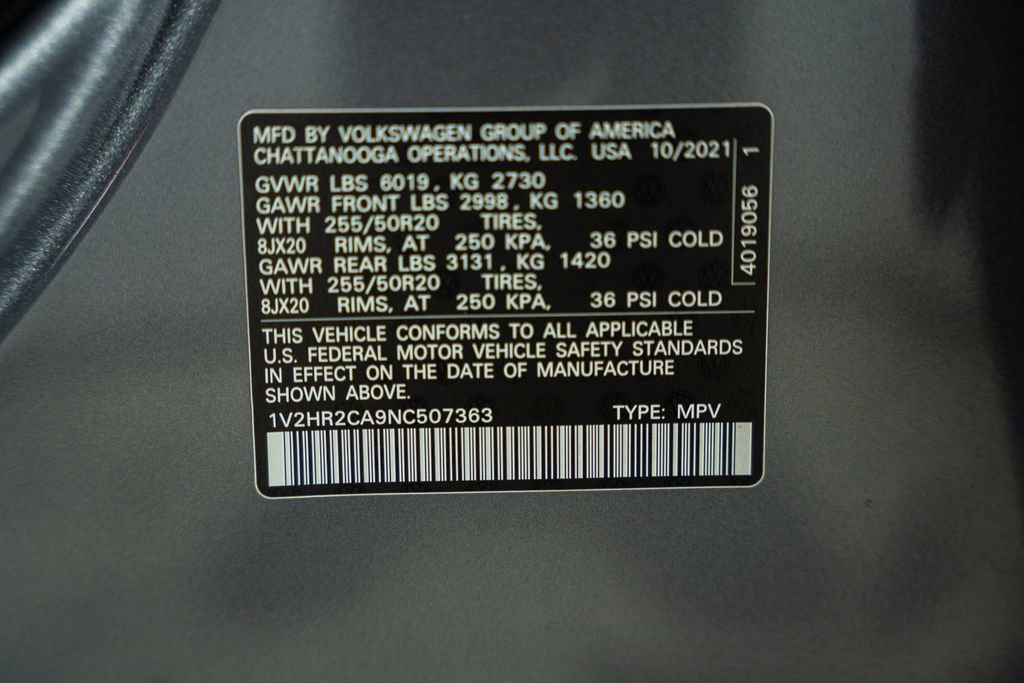 MFD BY VOLKSWAGEN GROUP OF AMERICA
CHATTANOOGA OPERATIONS, LLC. USA 10/2021
GVWR LBS 6019, KG 2730
GAWR FRONT LBS 2998, KG 1360
WITH 255/50R20 TIRES,
8JX20 RIMS, AT 250 KPA, 36 PSI COLD
GAWR REAR LBS 3131, KG 1420
WITH 255/50R20 TIRES,
8JX20 RIMS, AT 250 KPA, 36 PSI COLD
4019056 1
THIS VEHICLE CONFORMS TO ALL APPLICABLE
U.S. FEDERAL MOTOR VEHICLE SAFETY STANDARDS
IN EFFECT ON THE DATE OF MANUFACTURE
SHOWN ABOVE.
1V2HR2CA9NC507363 TYPE: MPV